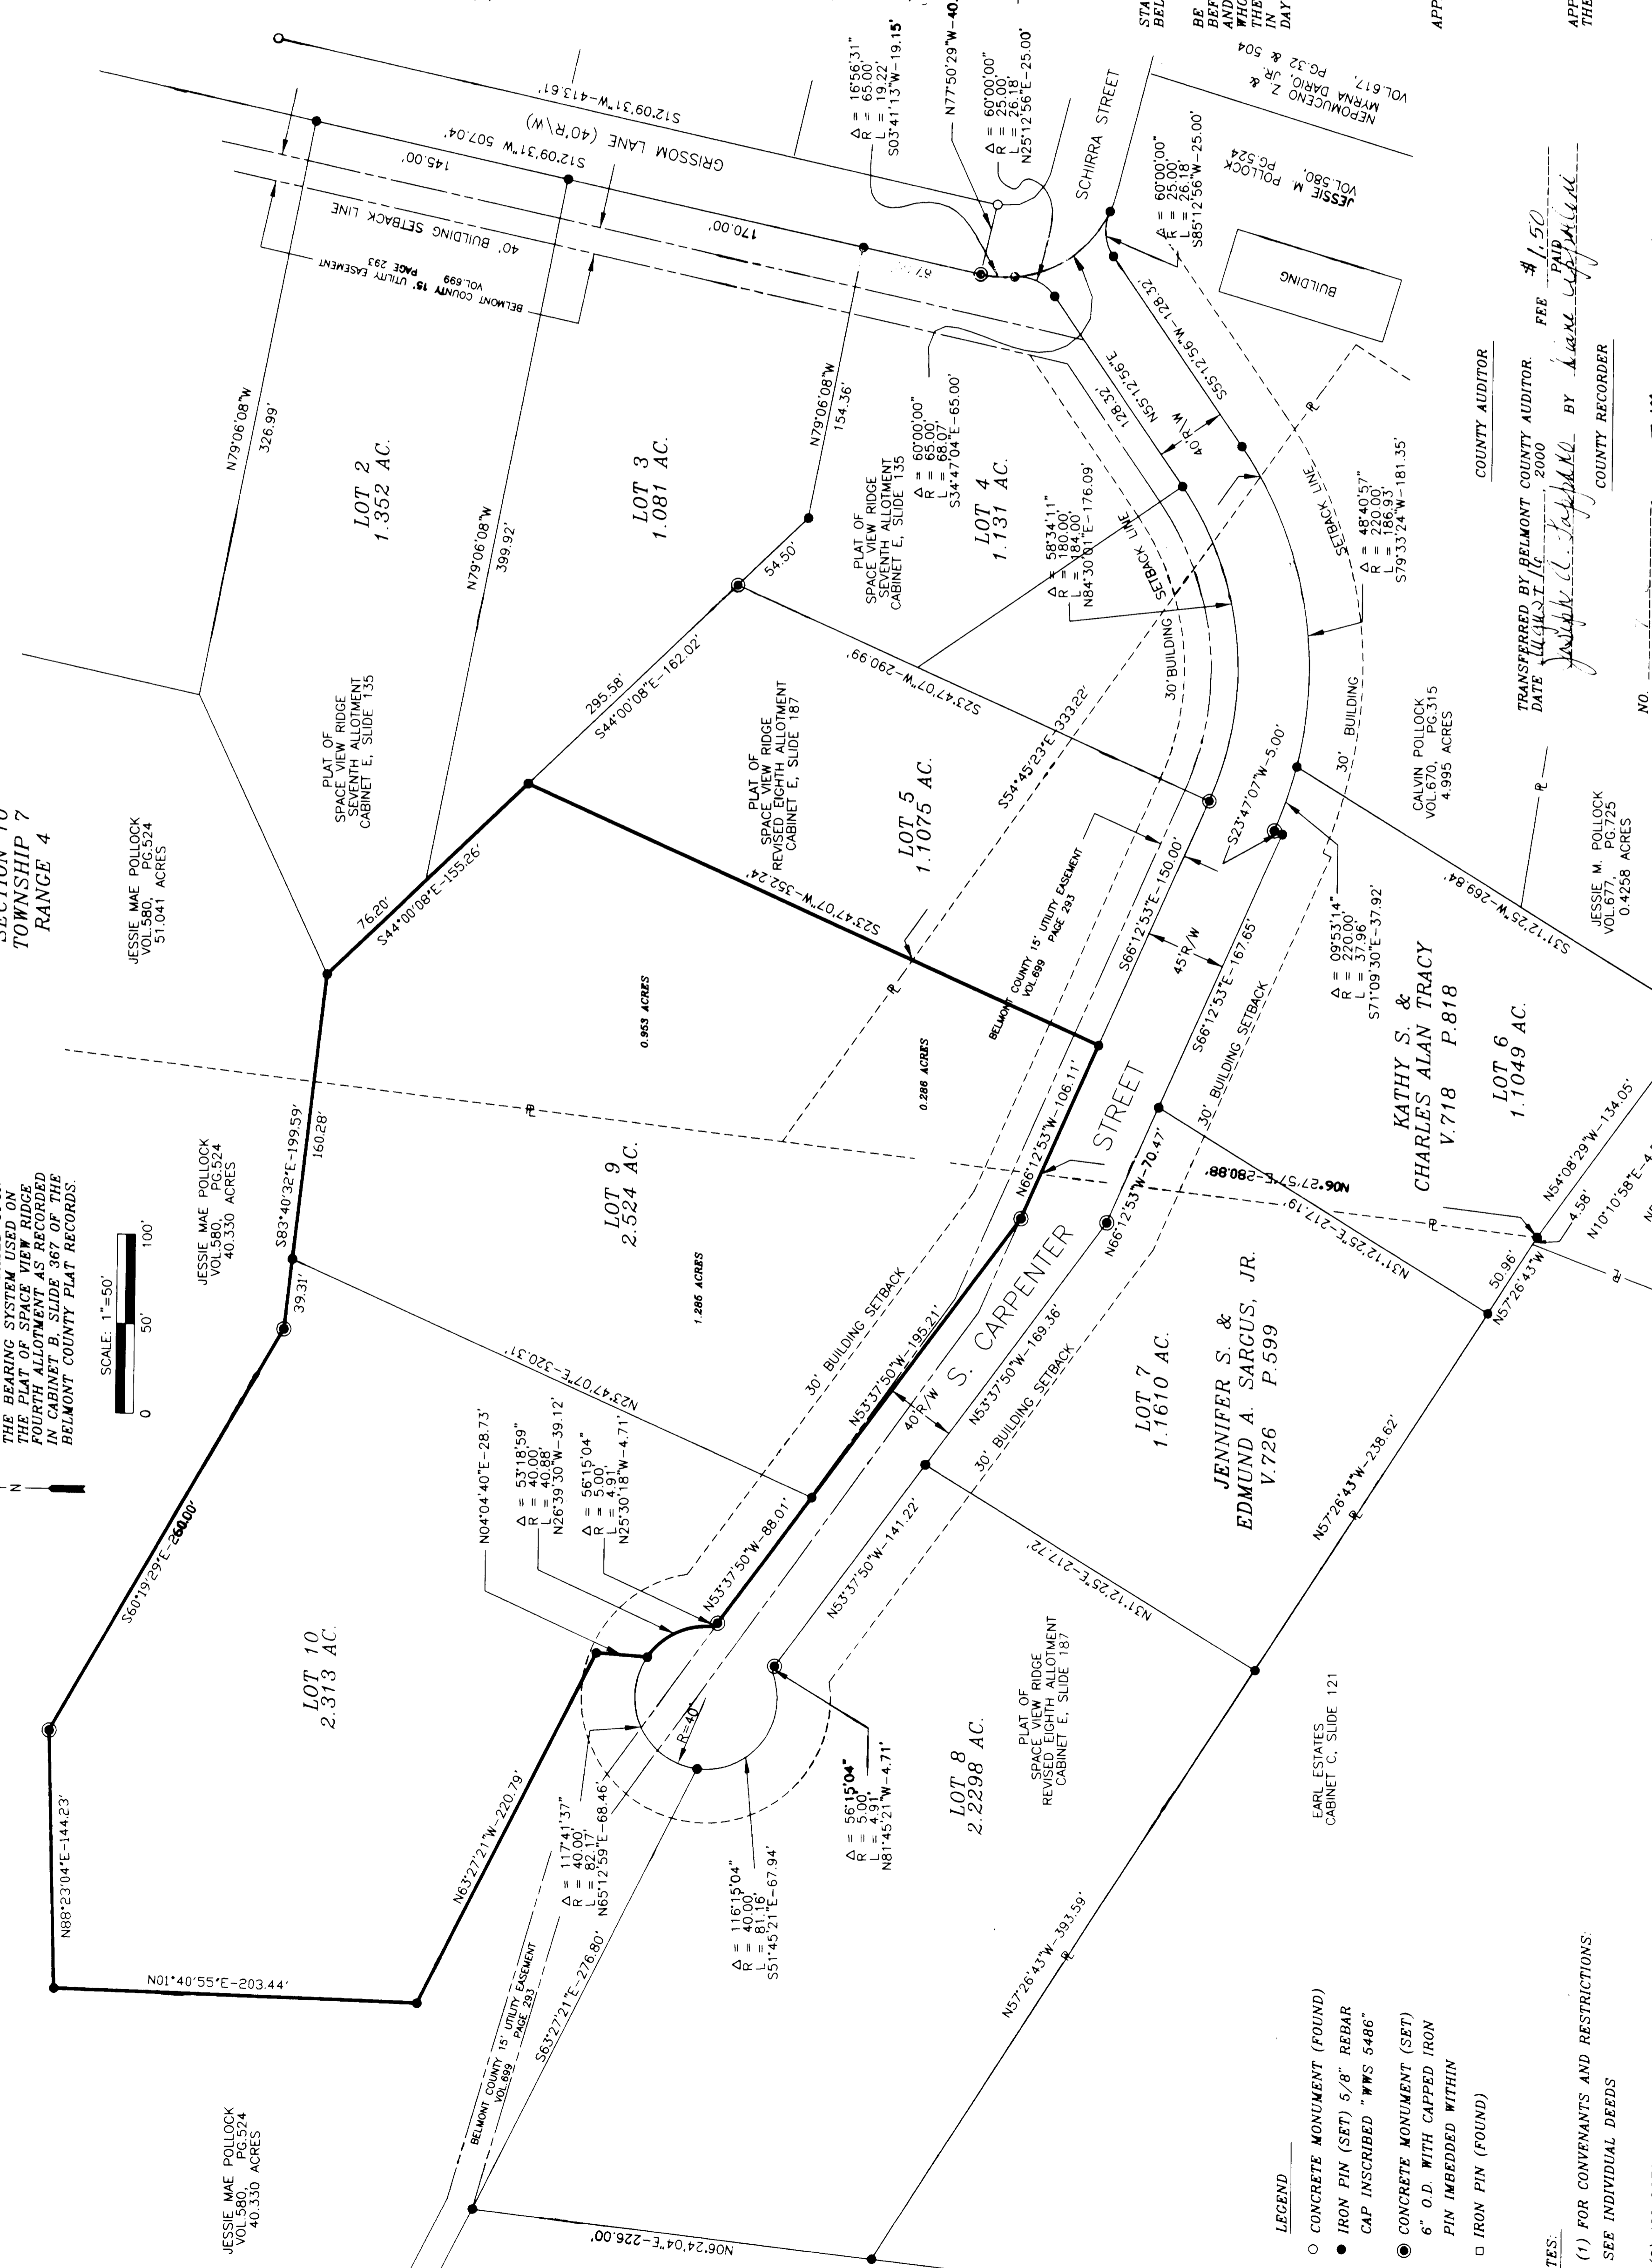 SECTION 10
TOWNSHIP 7
RANGE 4
THE BEARING SYSTEM USED ON
THE PLAT OF SPACE VIEW RIDGE
FOURTH ALLOTMENT AS RECORDED
IN CABINET B, SLIDE 367 OF THE
BELMONT COUNTY PLAT RECORDS.
N
SCALE: 1"=50'
0
50'
100'
JESSIE MAE POLLOCK
VOL.580, PG.524
51.041 ACRES
JESSIE MAE POLLOCK
VOL.580, PG.524
40.330 ACRES
JESSIE MAE POLLOCK
VOL.580, PG.524
40.330 ACRES
S12°09'31"W-413.61'
GRISSOM LANE (40'R\W)
S12°09'31"W 507.04'
145.00'
170.00'
40' BUILDING SETBACK LINE
BELMONT COUNTY 15' UTILITY EASEMENT
VOL.699 PAGE 293
N79°06'08"W
326.99'
LOT 2
1.352 AC.
N79°06'08"W
399.92'
LOT 3
1.081 AC.
N79°06'08"W
154.36'
54.50'
PLAT OF
SPACE VIEW RIDGE
SEVENTH ALLOTMENT
CABINET E, SLIDE 135
PLAT OF
SPACE VIEW RIDGE
SEVENTH ALLOTMENT
CABINET E, SLIDE 135
LOT 4
1.131 AC.
Δ = 16°56'31"
R = 65.00'
L = 19.22'
S03°41'13"W-19.15'
N77°50'29"W-40.
Δ = 60°00'00"
R = 25.00'
L = 26.18'
N25°12'56"E-25.00'
SCHIRRA STREET
Δ = 60°00'00"
R = 25.00'
L = 26.18'
S85°12'56"W-25.00'
Δ = 60°00'00"
R = 65.00'
L = 68.07'
S34°47'04"E-65.00'
NEPOMUCENO Z. &
MYRNA DARIO, JR.
VOL.617, PG.32 & 504
JESSIE M. POLLOCK
VOL.580, PG.524
BUILDING
N55°12'56"E
128.32'
40'R\W
S55°12'56"W-128.32'
Δ = 58°34'11"
R = 180.00'
L = 184.00'
N84°30'01"E-176.09'
Δ = 48°40'57"
R = 220.00'
L = 186.93'
S79°33'24"W-181.35'
30' BUILDING SETBACK LINE
30' BUILDING SETBACK LINE
295.58'
S44°00'08"E-162.02'
S23°47'07"W-290.99'
PLAT OF
SPACE VIEW RIDGE
REVISED EIGHTH ALLOTMENT
CABINET E, SLIDE 187
LOT 5
1.1075 AC.
S54°45'23"E-333.22'
BELMONT COUNTY 15' UTILITY EASEMENT
VOL.699 PAGE 293
S66°12'53"E-150.00'
45'R/W
S66°12'53"E-167.65'
S23°47'07"W-5.00'
Δ = 09°53'14"
R = 220.00'
L = 37.96'
S71°09'30"E-37.92'
CALVIN POLLOCK
VOL.670, PG.315
4.995 ACRES
S31°12'25"W-269.84'
JESSIE M. POLLOCK
VOL.677, PG.725
0.4258 ACRES
KATHY S. &
CHARLES ALAN TRACY
V.718 P.818
LOT 6
1.1049 AC.
N54°08'29"W-134.05'
4.58'
76.20'
S44°00'08"E-155.26'
S23°47'07"W-352.24'
0.953 ACRES
0.286 ACRES
S83°40'32"E-199.59'
160.28'
39.31'
LOT 9
2.524 AC.
1.285 ACRES
N66°12'53"W-106.11'
S. CARPENTER STREET
N66°12'53"W-70.47'
30' BUILDING SETBACK
N06°27'57"E-280.88'
N31°12'25"E-217.19'
50.96'
N57°26'43"W
30' BUILDING SETBACK
N53°37'50"W-195.21'
40'R/W
N53°37'50"W-169.36'
30' BUILDING SETBACK
LOT 7
1.1610 AC.
JENNIFER S. &
EDMUND A. SARGUS, JR.
V.726 P.599
N57°26'43"W-238.62'
N23°47'07"E-320.31'
S60°19'29"E-260.00'
N04°04'40"E-28.73'
Δ = 53°18'59"
R = 40.00'
L = 40.88'
N26°39'30"W-39.12'
Δ = 56°15'04"
R = 5.00'
L = 4.91'
N25°30'18"W-4.71'
N53°37'50"W-88.01'
N53°37'50"W-141.22'
N31°12'25"E-217.72'
LOT 10
2.313 AC.
N88°23'04"E-144.23'
N01°40'55"E-203.44'
N63°27'21"W-220.79'
R=40'
Δ = 117°41'37"
R = 40.00'
L = 82.17'
N65°12'59"E-68.46'
Δ = 116°15'04"
R = 40.00'
L = 81.16'
S51°45'21"E-67.94'
Δ = 56°15'04"
R = 5.00'
L = 4.91'
N81°45'21"W-4.71'
BELMONT COUNTY 15' UTILITY EASEMENT
VOL.699 PAGE 293
S63°27'21"E-276.80'
LOT 8
2.2298 AC.
PLAT OF
SPACE VIEW RIDGE
REVISED EIGHTH ALLOTMENT
CABINET E, SLIDE 187
EARL ESTATES
CABINET C, SLIDE 121
N57°26'43"W-393.59'
N06°24'04"E-226.00'
COUNTY AUDITOR
TRANSFERRED BY BELMONT COUNTY AUDITOR
DATE August 16 2000 FEE $1.50
PAID
BY
COUNTY RECORDER
NO.
LEGEND
CONCRETE MONUMENT (FOUND)
IRON PIN (SET) 5/8" REBAR
CAP INSCRIBED "WWS 5486"
CONCRETE MONUMENT (SET)
6" O.D. WITH CAPPED IRON
PIN IMBEDDED WITHIN
IRON PIN (FOUND)
(1) FOR CONVENANTS AND RESTRICTIONS:
SEE INDIVIDUAL DEEDS